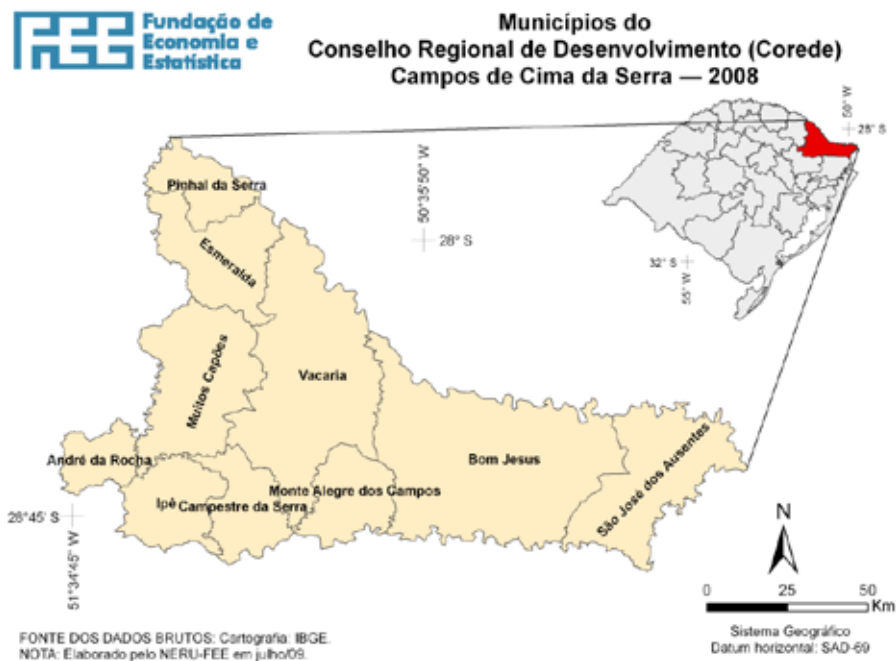 FEE
Fundação de
Economia e
Estatística
Municípios do
Conselho Regional de Desenvolvimento (Corede)
Campos de Cima da Serra — 2008
50° W
28° S
32° S
55° W
50°35'50" W
28° S
Pinhal da Serra
Esmeralda
Muitos Capões
Vacaria
André da Rocha
Bom Jesus
São José dos Ausentes
Monte Alegre dos Campos
Ipê
Campestre da Serra
28°45' S
51°34'45" W
N
0 25 50
Km
Sistema Geográfico
Datum horizontal: SAD-69
FONTE DOS DADOS BRUTOS: Cartografia: IBGE.
NOTA: Elaborado pelo NERU-FEE em julho/09.